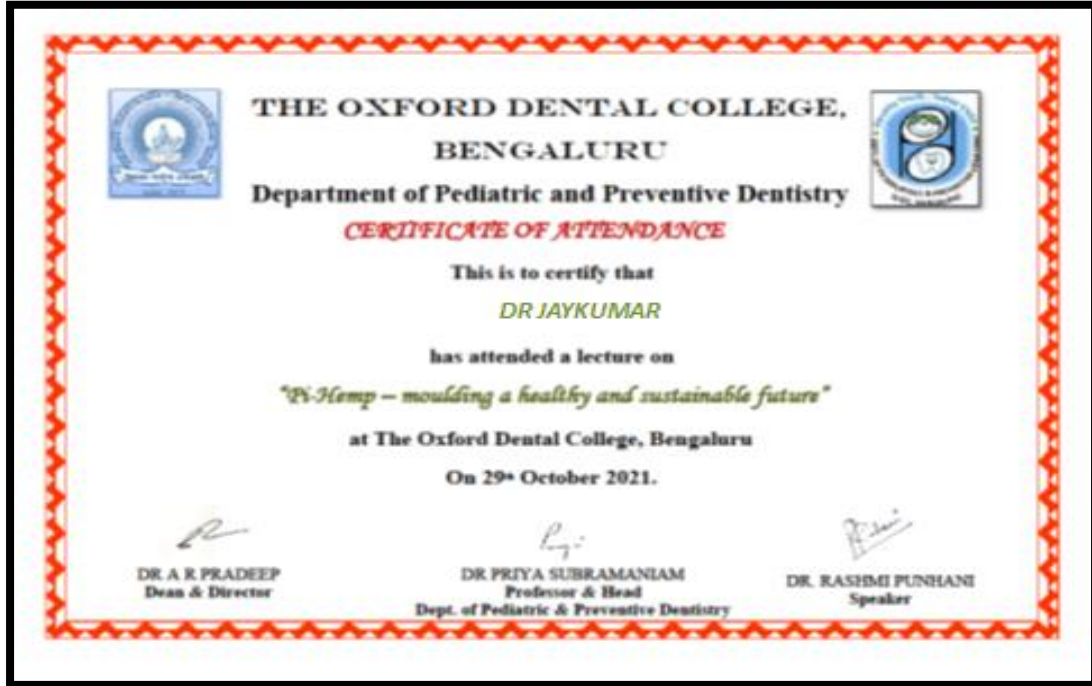 THE OXFORD DENTAL COLLEGE,
BENGALURU
Department of Pediatric and Preventive Dentistry
CERTIFICATE OF ATTENDANCE
This is to certify that
DR JAYKUMAR
has attended a lecture on
"Pi-Hemp – moulding a healthy and sustainable future"
at The Oxford Dental College, Bengaluru
On 29th October 2021.
DR A R PRADEEP
Dean & Director
DR PRIYA SUBRAMANIAM
Professor & Head
Dept. of Pediatric & Preventive Dentistry
DR. RASHMI PUNHANI
Speaker